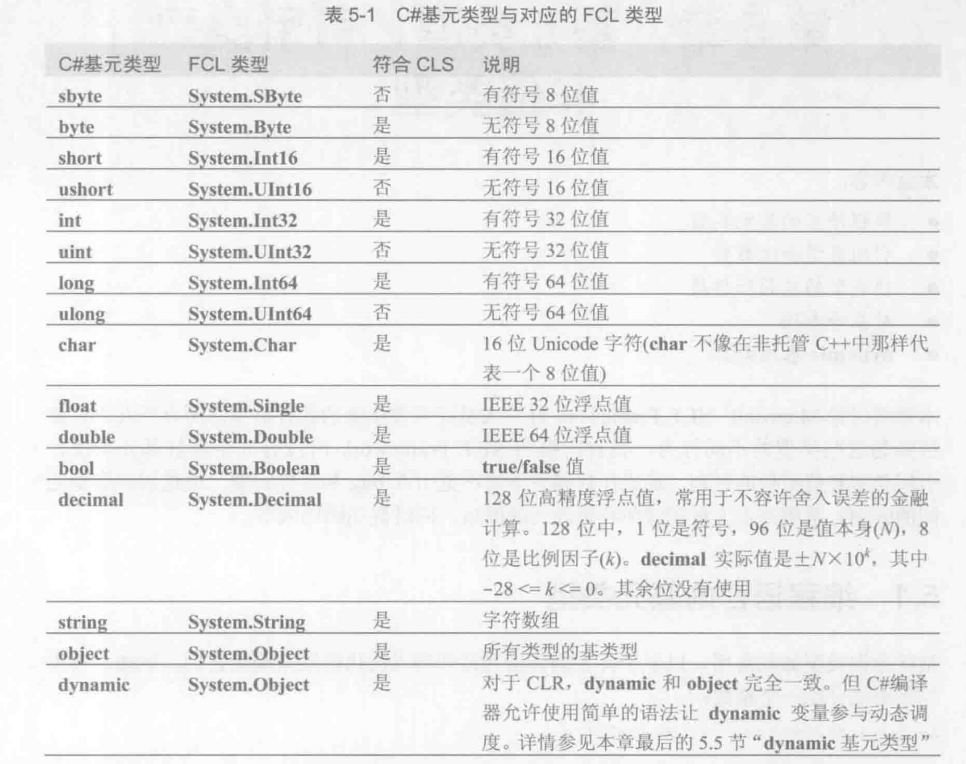 表 5-1 C#基元类型与对应的 FCL 类型
C#基元类型 FCL 类型 符合 CLS 说明
sbyte System.SByte 否 有符号 8 位值
byte System.Byte 是 无符号 8 位值
short System.Int16 是 有符号 16 位值
ushort System.UInt16 否 无符号 16 位值
int System.Int32 是 有符号 32 位值
uint System.UInt32 否 无符号 32 位值
long System.Int64 是 有符号 64 位值
ulong System.UInt64 否 无符号 64 位值
char System.Char 是 16 位 Unicode 字符(char 不像在非托管 C++中那样代
表一个 8 位值)
float System.Single 是 IEEE 32 位浮点值
double System.Double 是 IEEE 64 位浮点值
bool System.Boolean 是 true/false 值
decimal System.Decimal 是 128 位高精度浮点值，常用于不容许舍入误差的金融
计算。128 位中，1 位是符号，96 位是值本身(N)，8
位是比例因子(k)。decimal 实际值是±N×10^k，其中
-28 <= k <= 0。其余位没有使用
string System.String 是 字符数组
object System.Object 是 所有类型的基类型
dynamic System.Object 是 对于 CLR，dynamic 和 object 完全一致。但 C#编译
器允许使用简单的语法让 dynamic 变量参与动态调
度。详情参见本章最后的 5.5 节“dynamic 基元类型”